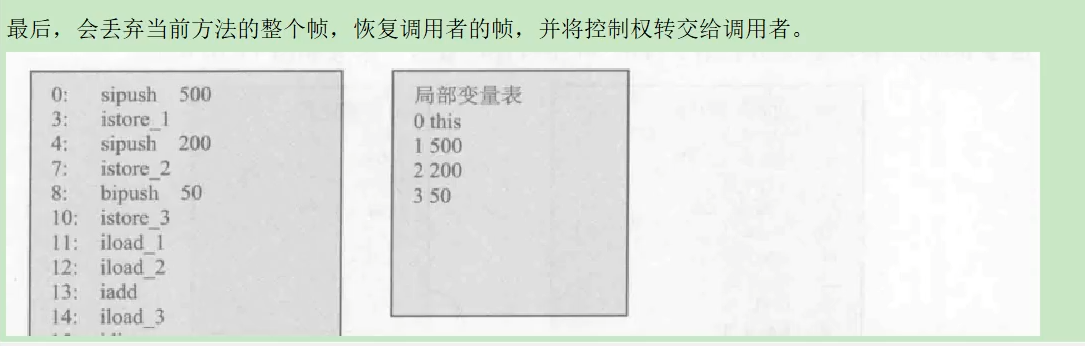 最后，会丢弃当前方法的整个帧，恢复调用者的帧，并将控制权转交给调用者。
0: sipush 500
3: istore_1
4: sipush 200
7: istore_2
8: bipush 50
10: istore_3
11: iload_1
12: iload_2
13: iadd
14: iload_3
局部变量表
0 this
1 500
2 200
3 50